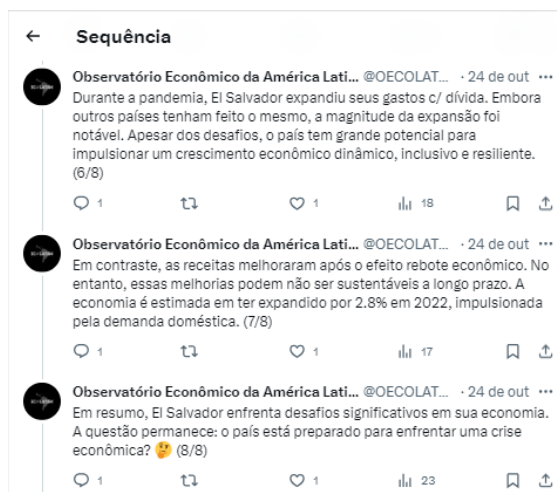 Sequência
Observatório Econômico da América Lati... @OECOLAT... · 24 de out
Durante a pandemia, El Salvador expandiu seus gastos c/ dívida. Embora
outros países tenham feito o mesmo, a magnitude da expansão foi
notável. Apesar dos desafios, o país tem grande potencial para
impulsionar um crescimento econômico dinâmico, inclusivo e resiliente.
(6/8)
1 1 18
Observatório Econômico da América Lati... @OECOLAT... · 24 de out
Em contraste, as receitas melhoraram após o efeito rebote econômico. No
entanto, essas melhorias podem não ser sustentáveis a longo prazo. A
economia é estimada em ter expandido por 2.8% em 2022, impulsionada
pela demanda doméstica. (7/8)
1 1 17
Observatório Econômico da América Lati... @OECOLAT... · 24 de out
Em resumo, El Salvador enfrenta desafios significativos em sua economia.
A questão permanece: o país está preparado para enfrentar uma crise
econômica? 🤔 (8/8)
1 1 23